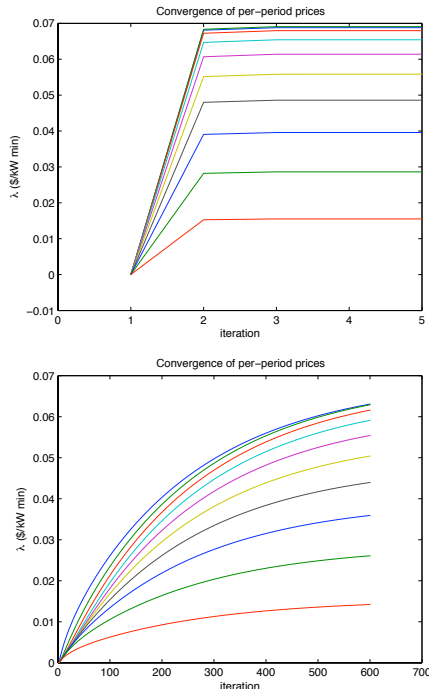 Convergence of per−period prices
0.07
0.06
0.05
0.04
0.03
0.02
0.01
0
−0.01
λ ($/kW min)
0 1 2 3 4 5
iteration
Convergence of per−period prices
0.07
0.06
0.05
0.04
0.03
0.02
0.01
0
λ ($/kW min)
0 100 200 300 400 500 600 700
iteration